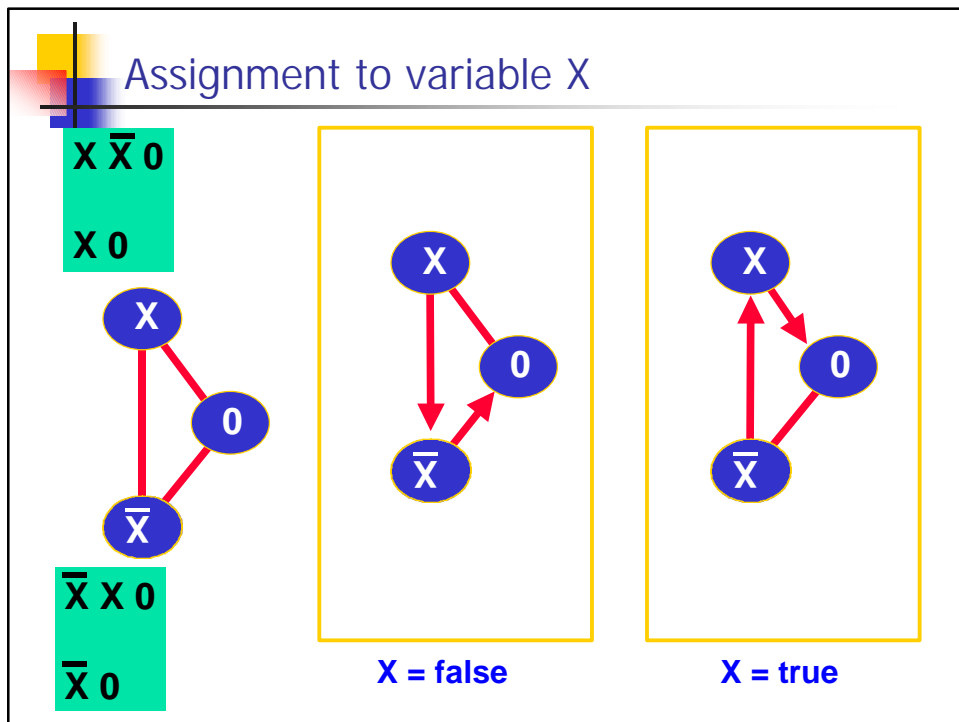 Assignment to variable X
X X̅ 0
X 0
X
0
X̅
X̅ X 0
X̅ 0
X
0
X̅
X = false
X
0
X̅
X = true